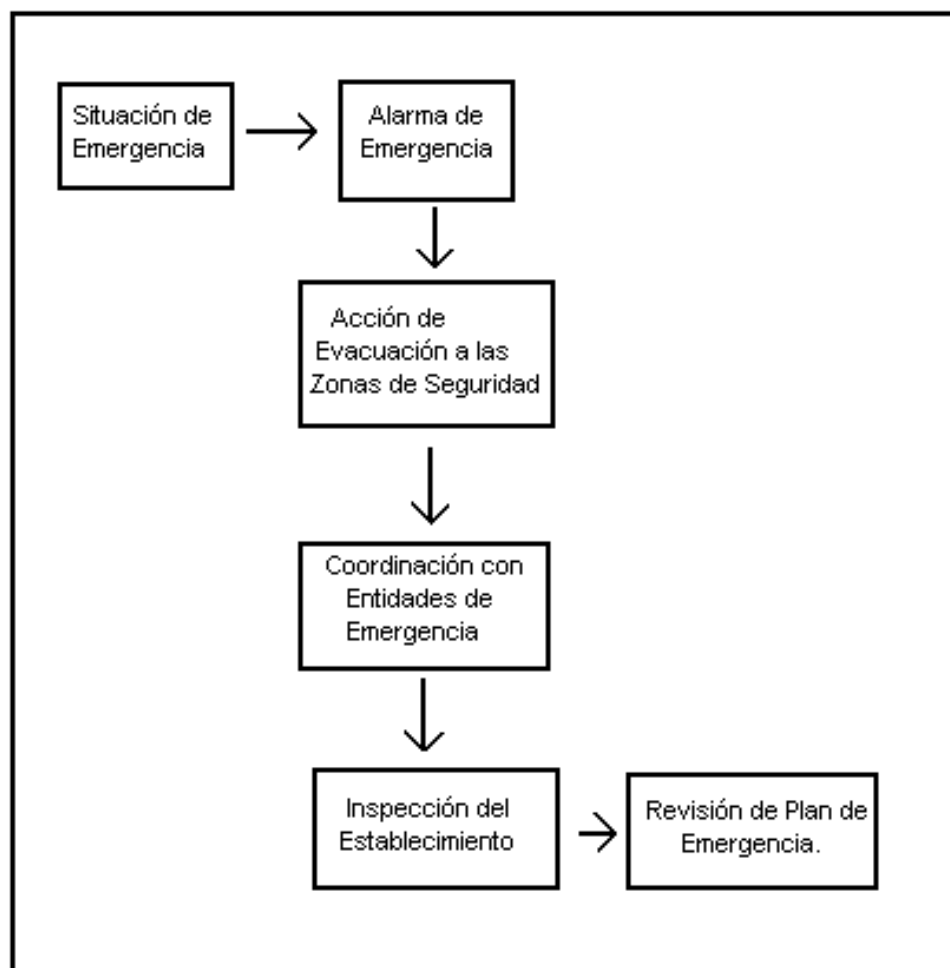 Situación de
Emergencia
Alarma de
Emergencia
Acción de
Evacuación a las
Zonas de Seguridad
Coordinación con
Entidades de
Emergencia
Inspección del
Establecimiento
Revisión de Plan de
Emergencia.